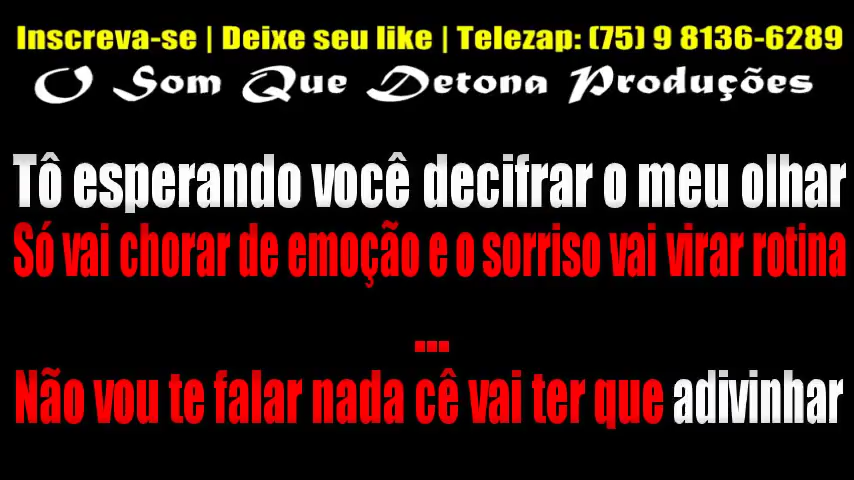 Inscreva-se | Deixe seu like | Telezap: (75) 9 8136-6289
O Som Que Detona Produções
Tô esperando você decifrar o meu olhar
Só vai chorar de emoção e o sorriso vai virar rotina
...
Não vou te falar nada cê vai ter que adivinhar